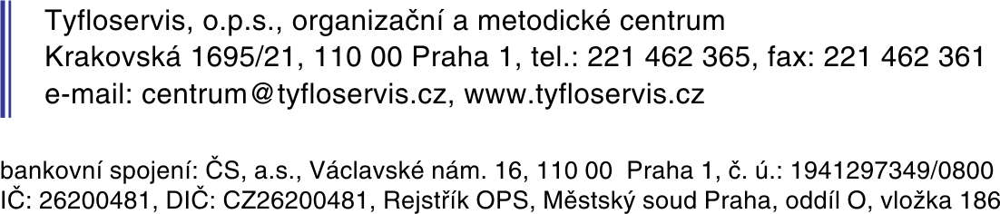 Tyfloservis, o.p.s., organizační a metodické centrum
Krakovská 1695/21, 110 00 Praha 1, tel.: 221 462 365, fax: 221 462 361
e-mail: centrum@tyfloservis.cz, www.tyfloservis.cz
bankovní spojení: ČS, a.s., Václavské nám. 16, 110 00 Praha 1, č. ú.: 1941297349/0800
IČ: 26200481, DIČ: CZ26200481, Rejstřík OPS, Městský soud Praha, oddíl O, vložka 186